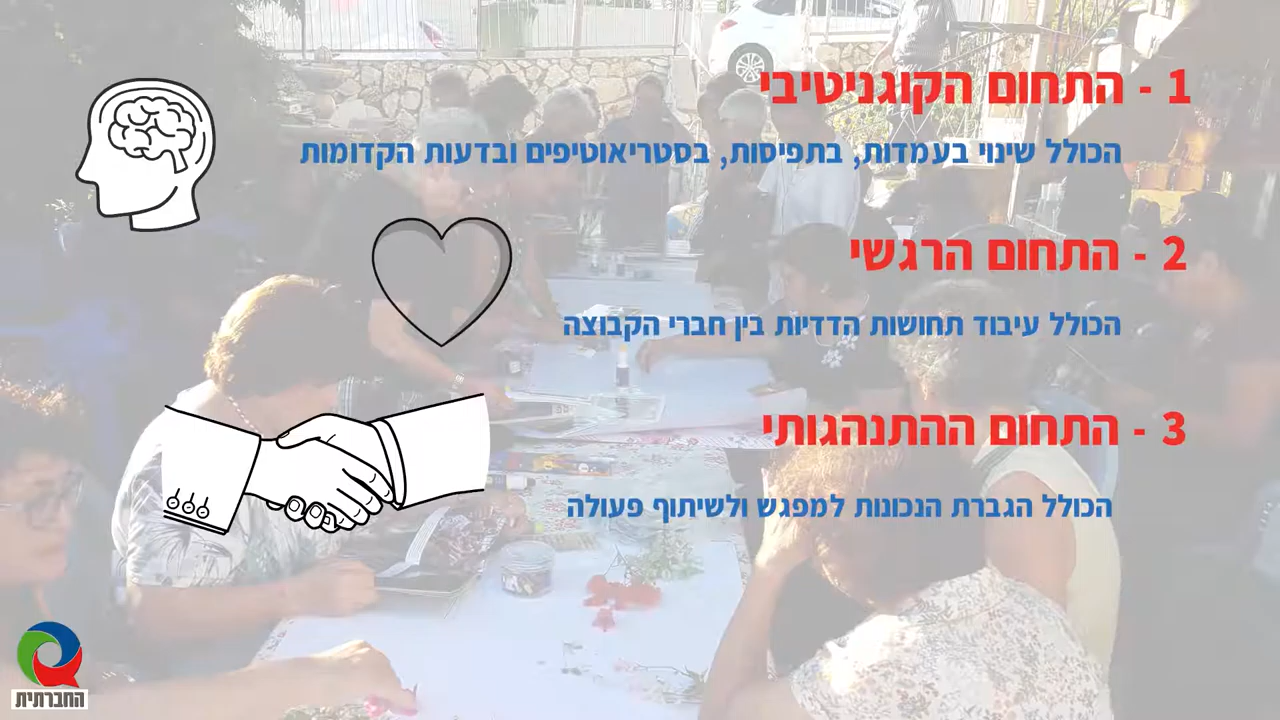 1 - התחום הקוגניטיבי
הכולל שינוי בעמדות, בתפיסות, בסטריאוטיפים ובדעות הקדומות
2 - התחום הרגשי
הכולל עיבוד תחושות הדדיות בין חברי הקבוצה
3 - התחום ההתנהגותי
הכולל הגברת הנכונות למפגש ולשיתוף פעולה
החברתית